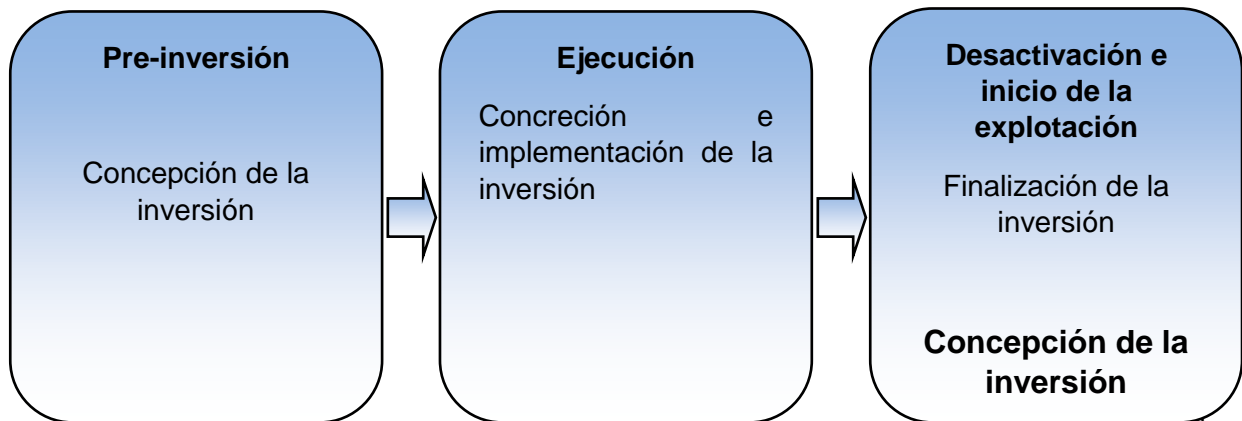 Pre-inversión
Concepción de la
inversión
Ejecución
Concreción e
implementación de la
inversión
Desactivación e
inicio de la
explotación
Finalización de la
inversión
Concepción de la
inversión